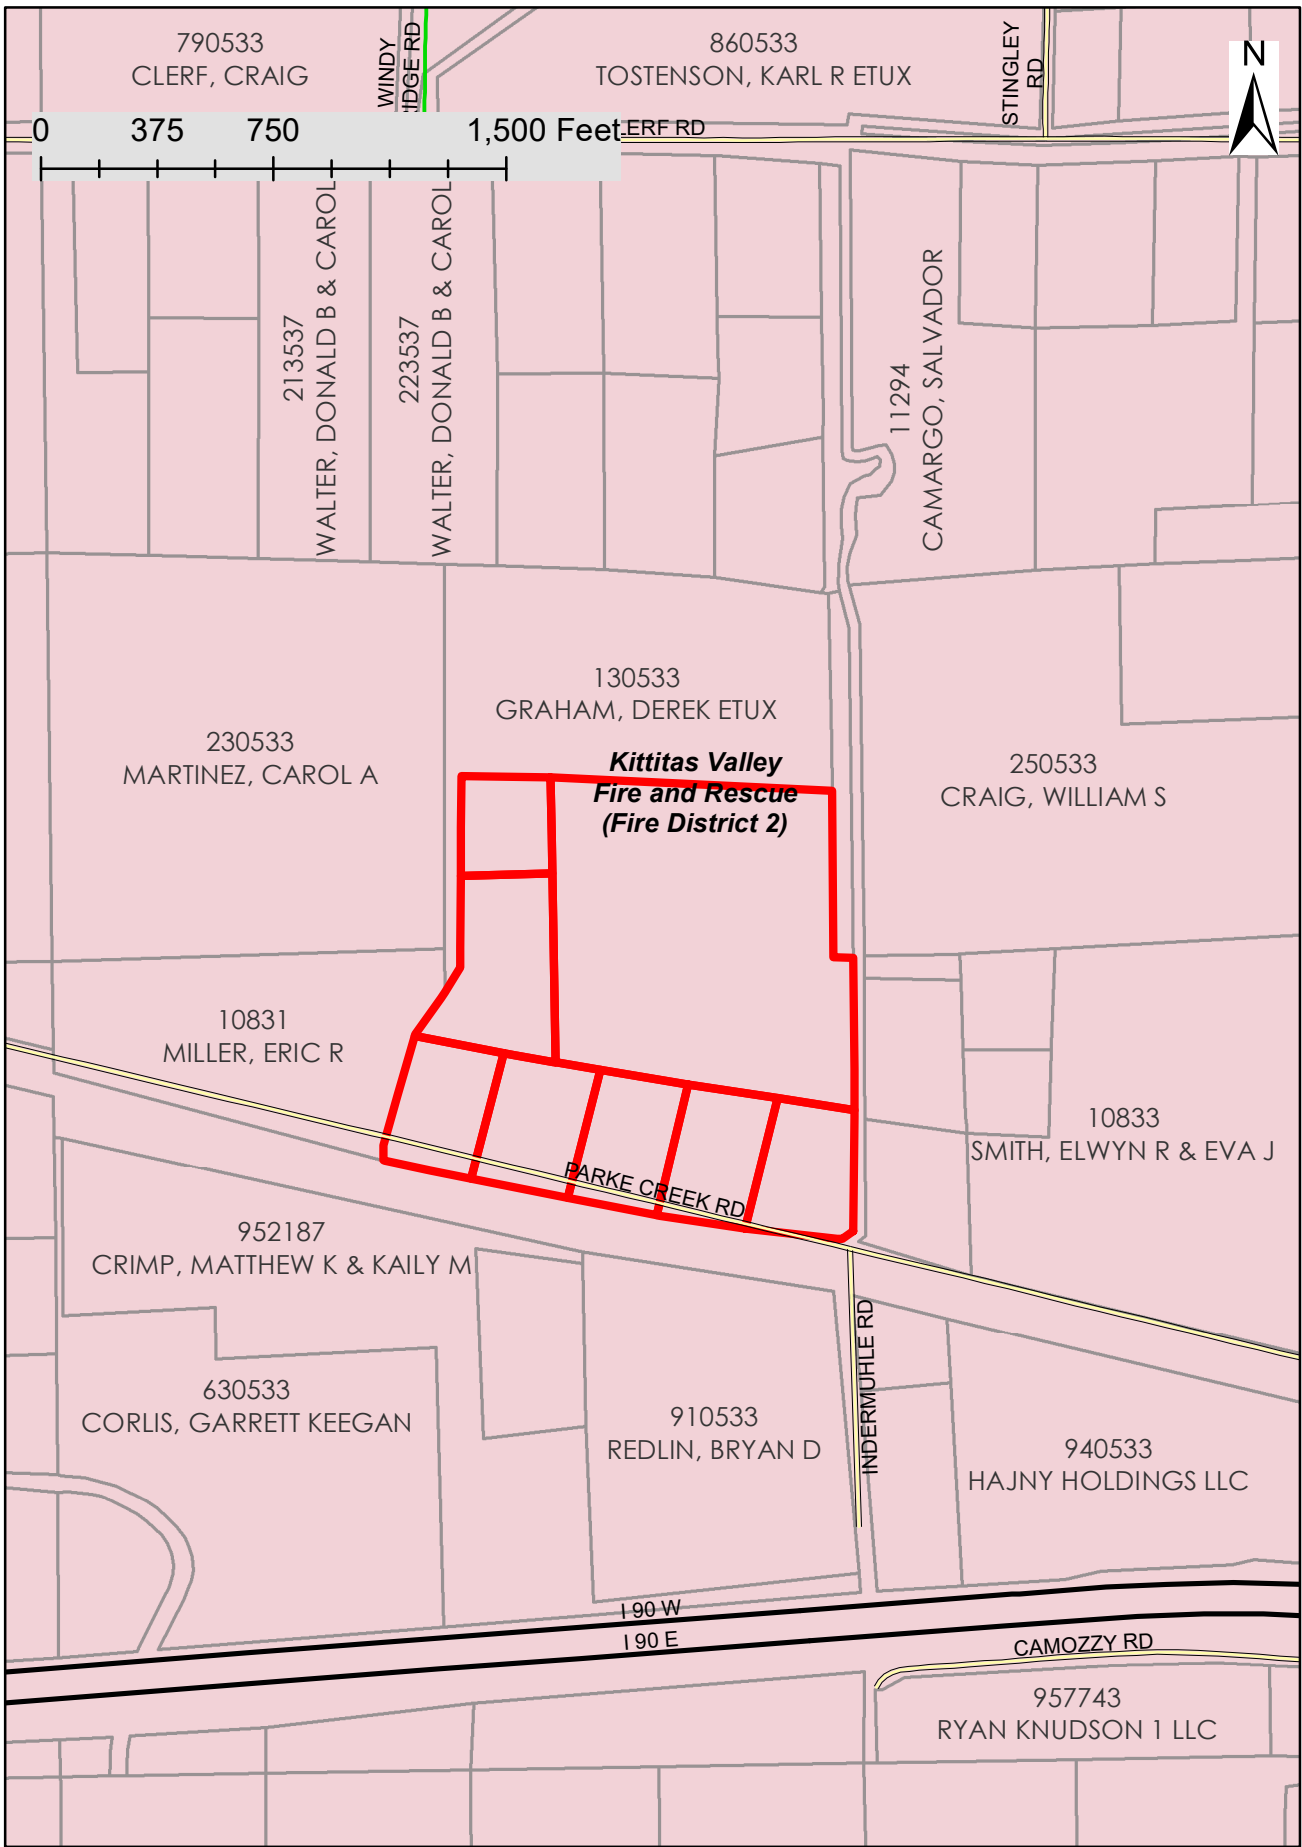 790533
CLERF, CRAIG
WINDY
IDGE RD
860533
TOSTENSON, KARL R ETUX
STINGLEY
RD
N
0 375 750 1,500 Feet
LERF RD
213537
WALTER, DONALD B & CAROL
223537
WALTER, DONALD B & CAROL
11294
CAMARGO, SALVADOR
130533
GRAHAM, DEREK ETUX
230533
MARTINEZ, CAROL A
Kittitas Valley
Fire and Rescue
(Fire District 2)
250533
CRAIG, WILLIAM S
10831
MILLER, ERIC R
10833
SMITH, ELWYN R & EVA J
PARKE CREEK RD
952187
CRIMP, MATTHEW K & KAILY M
INDERMUHLE RD
630533
CORLIS, GARRETT KEEGAN
910533
REDLIN, BRYAN D
940533
HAJNY HOLDINGS LLC
I 90 W
I 90 E
CAMOZZY RD
957743
RYAN KNUDSON 1 LLC